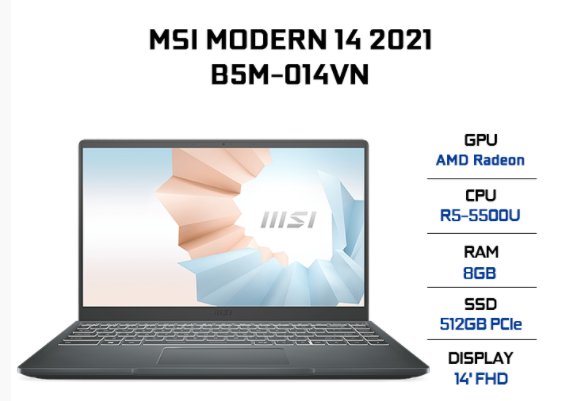 MSI MODERN 14 2021
B5M-014VN
msi
msi
GPU
AMD Radeon
CPU
R5-5500U
RAM
8GB
SSD
512GB PCIe
DISPLAY
14' FHD